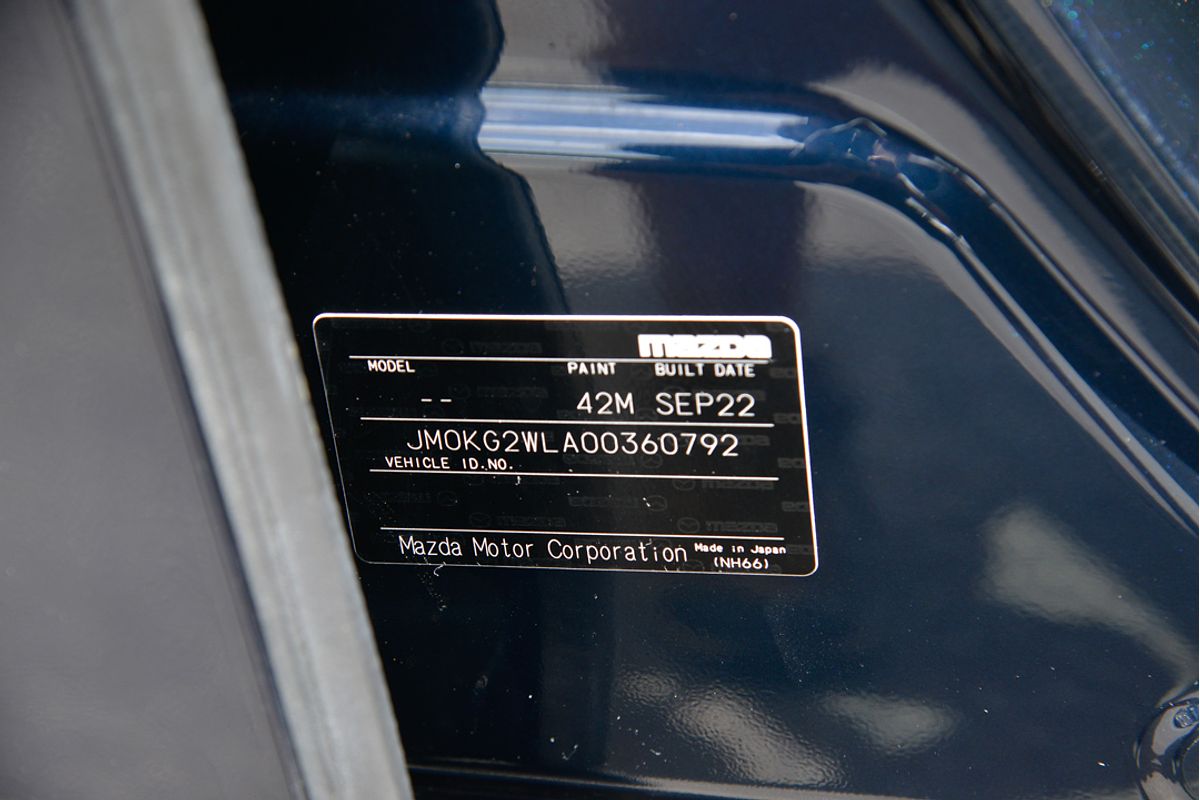 mazda
MODEL PAINT BUILT DATE
-- 42M SEP22
JM0KG2WLA00360792
VEHICLE ID.NO.
Mazda Motor Corporation Made in Japan
(NH66)